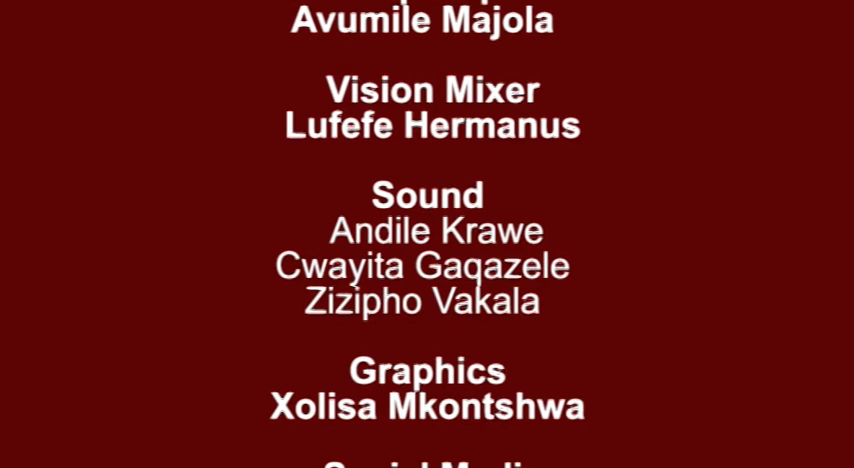 Avumile Majola
Vision Mixer
Lufefe Hermanus
Sound
Andile Krawe
Cwayita Gaqazele
Zizipho Vakala
Graphics
Xolisa Mkontshwa